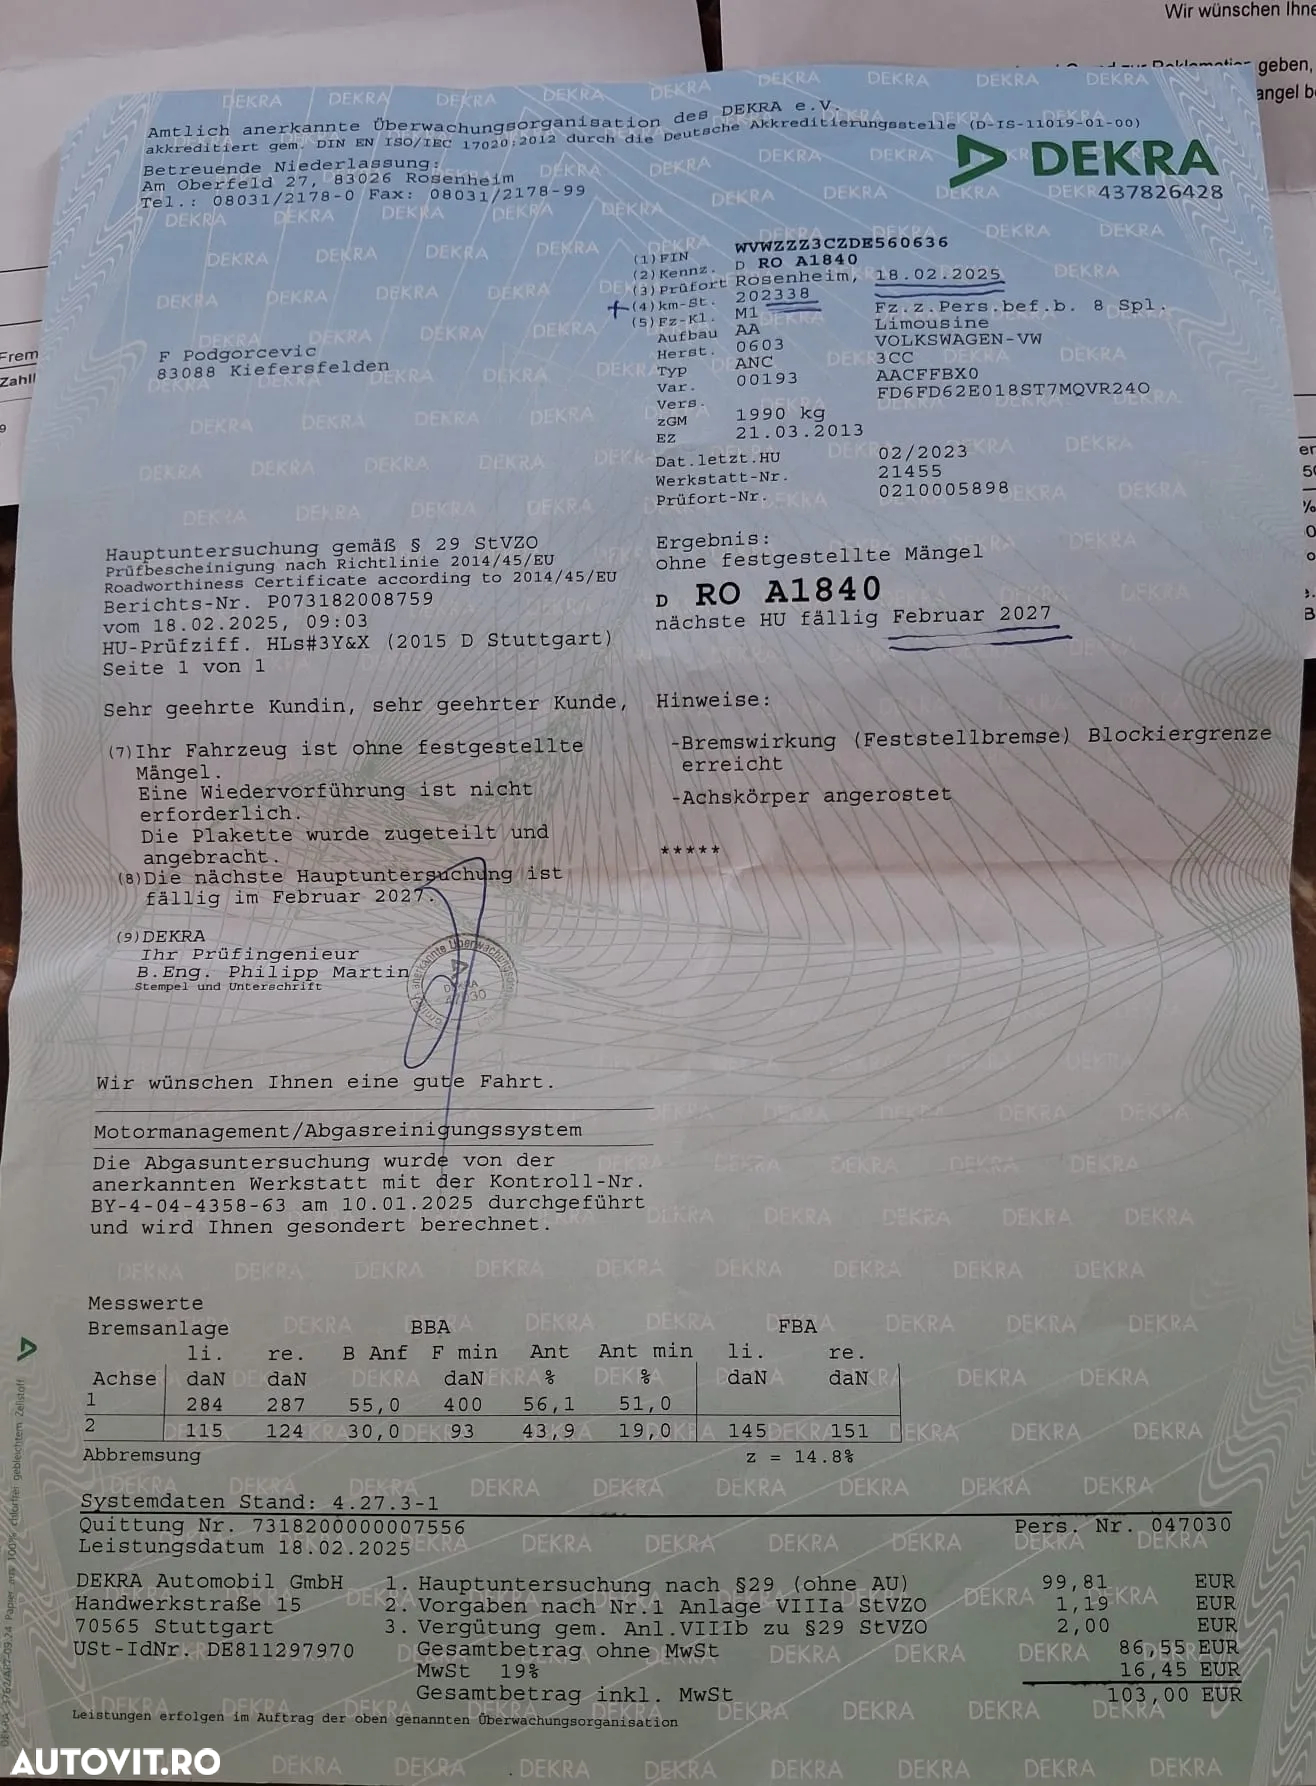 Wir wünschen Ihne
geben,
angel b
Amtlich anerkannte Überwachungsorganisation des DEKRA e.V.
akkreditiert gem. DIN EN ISO/IEC 17020:2012 durch die Deutsche Akkreditierungsstelle (D-IS-11019-01-00)
Betreuende Niederlassung:
Am Oberfeld 27, 83026 Rosenheim
Tel.: 08031/2178-0 Fax: 08031/2178-99
DEKRA
437826428
(1)FIN WVWZZZ3CZDE560636
(2)Kennz. D RO A1840
(3)Prüfort Rosenheim, 18.02.2025
+(4)km-St. 202338
(5)Fz-Kl. M1 Fz.z.Pers.bef.b. 8 Spl.
Aufbau AA Limousine
Herst. 0603 VOLKSWAGEN-VW
Typ ANC 3CC
Var. 00193 AACFFBX0
Vers. FD6FD62E018ST7MQVR24O
zGM 1990 kg
EZ 21.03.2013
Dat.letzt.HU 02/2023
Werkstatt-Nr. 21455
Prüfort-Nr. 0210005898
F Podgorcevic
83088 Kiefersfelden
Frem
Zahl
9
Hauptuntersuchung gemäß § 29 StVZO
Prüfbescheinigung nach Richtlinie 2014/45/EU
Roadworthiness Certificate according to 2014/45/EU
Berichts-Nr. P073182008759
vom 18.02.2025, 09:03
HU-Prüfziff. HLs#3Y&X (2015 D Stuttgart)
Seite 1 von 1
Ergebnis:
ohne festgestellte Mängel
D RO A1840
nächste HU fällig Februar 2027
Sehr geehrte Kundin, sehr geehrter Kunde,
(7)Ihr Fahrzeug ist ohne festgestellte
Mängel.
Eine Wiedervorführung ist nicht
erforderlich.
Die Plakette wurde zugeteilt und
angebracht.
(8)Die nächste Hauptuntersuchung ist
fällig im Februar 2027.
Hinweise:
-Bremswirkung (Feststellbremse) Blockiergrenze
erreicht
-Achskörper angerostet
*****
(9)DEKRA
Ihr Prüfingenieur
B.Eng. Philipp Martin
Stempel und Unterschrift
Wir wünschen Ihnen eine gute Fahrt.
Motormanagement/Abgasreinigungssystem
Die Abgasuntersuchung wurde von der
anerkannten Werkstatt mit der Kontroll-Nr.
BY-4-04-4358-63 am 10.01.2025 durchgeführt
und wird Ihnen gesondert berechnet.
Messwerte
Bremsanlage BBA FBA
li. re. B Anf F min Ant Ant min li. re.
Achse daN daN daN % % daN daN
1 284 287 55,0 400 56,1 51,0
2 115 124 30,0 93 43,9 19,0 145 151
Abbremsung z = 14.8%
Systemdaten Stand: 4.27.3-1
Quittung Nr. 7318200000007556 Pers. Nr. 047030
Leistungsdatum 18.02.2025
DEKRA Automobil GmbH 1. Hauptuntersuchung nach §29 (ohne AU) 99,81 EUR
Handwerkstraße 15 2. Vorgaben nach Nr.1 Anlage VIIIa StVZO 1,19 EUR
70565 Stuttgart 3. Vergütung gem. Anl.VIIIb zu §29 StVZO 2,00 EUR
USt-IdNr. DE811297970 Gesamtbetrag ohne MwSt 86,55 EUR
MwSt 19% 16,45 EUR
Gesamtbetrag inkl. MwSt 103,00 EUR
Leistungen erfolgen im Auftrag der oben genannten Überwachungsorganisation
AUTOVIT.RO